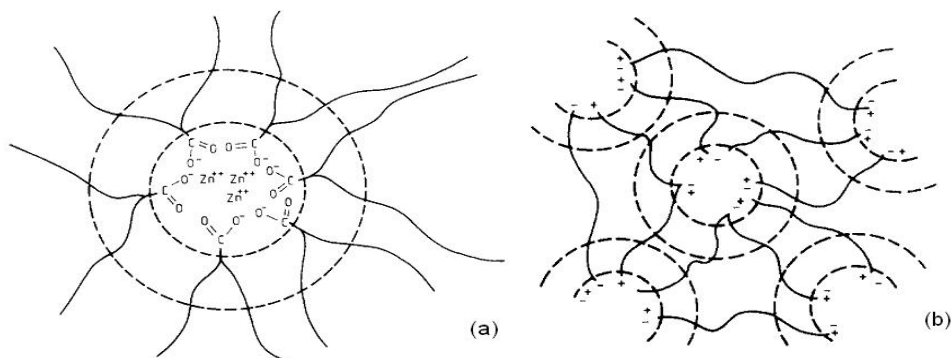 C=O O=C
O⁻ O⁻ O⁻
O⁻ Zn⁺⁺ Zn⁺⁺ C
C Zn⁺⁺ O
O O⁻ O
O O⁻ C
C
(a)
+ −
− +
+ −
− +
− +
+ −
+ −
− +
(b)